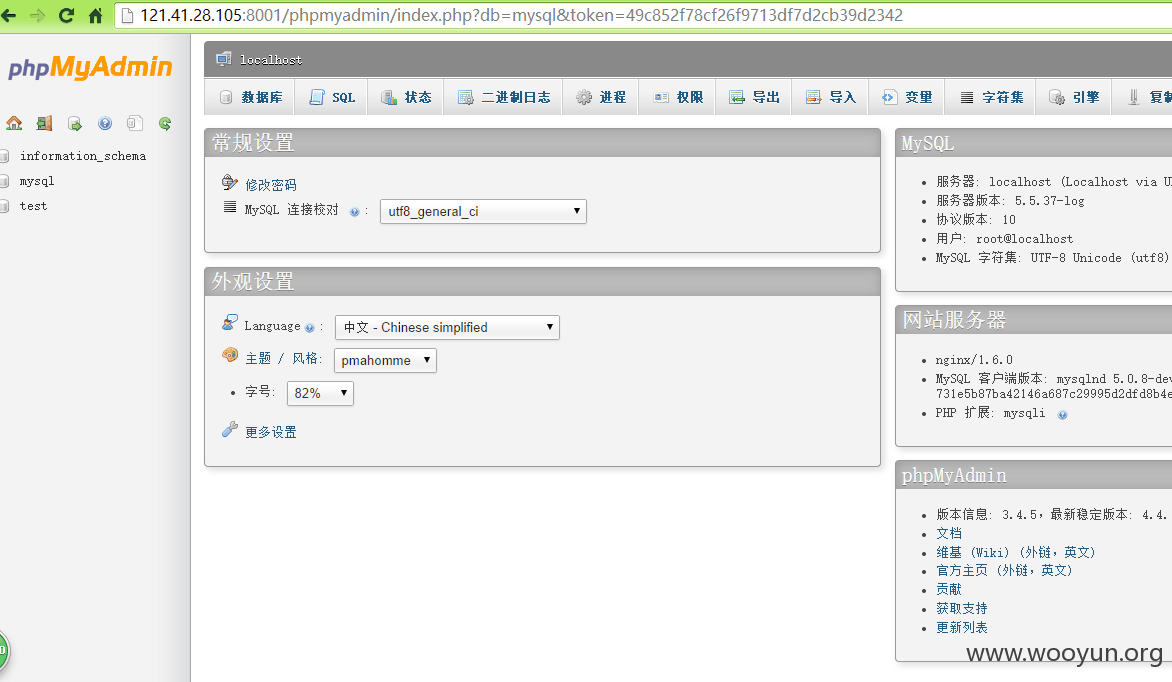 121.41.28.105:8001/phpmyadmin/index.php?db=mysql&token=49c852f78cf26f9713df7d2cb39d2342
phpMyAdmin
information_schema
mysql
test
localhost
数据库 SQL 状态 二进制日志 进程 权限 导出 导入 变量 字符集 引擎 复制
常规设置
修改密码
MySQL 连接校对 : utf8_general_ci
外观设置
Language : 中文 - Chinese simplified
主题 / 风格: pmahomme
字号: 82%
更多设置
MySQL
服务器: localhost (Localhost via U
服务器版本: 5.5.37-log
协议版本: 10
用户: root@localhost
MySQL 字符集: UTF-8 Unicode (utf8)
网站服务器
nginx/1.6.0
MySQL 客户端版本: mysqlnd 5.0.8-dev
731e5b87ba42146a687c29995d2dfd8b4e
PHP 扩展: mysqli
phpMyAdmin
版本信息: 3.4.5，最新稳定版本: 4.4.
文档
维基 (Wiki) (外链，英文)
官方主页 (外链，英文)
贡献
获取支持
更新列表
www.wooyun.org